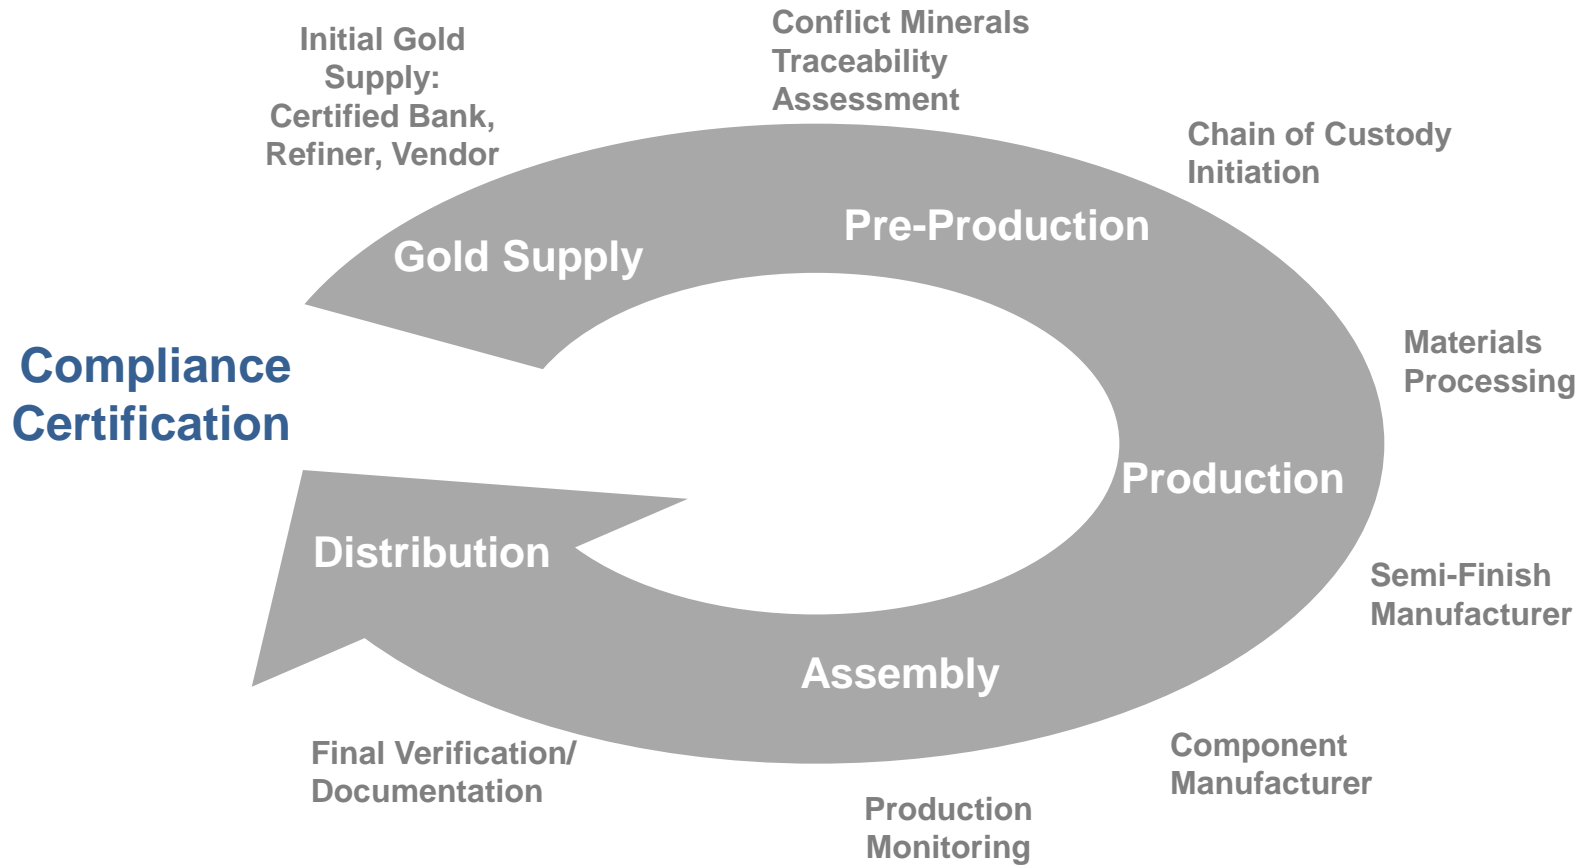 Initial Gold
Supply:
Certified Bank,
Refiner, Vendor
Conflict Minerals
Traceability
Assessment
Chain of Custody
Initiation
Gold Supply
Pre-Production
Materials
Processing
Compliance
Certification
Production
Distribution
Semi-Finish
Manufacturer
Assembly
Component
Manufacturer
Final Verification/
Documentation
Production
Monitoring